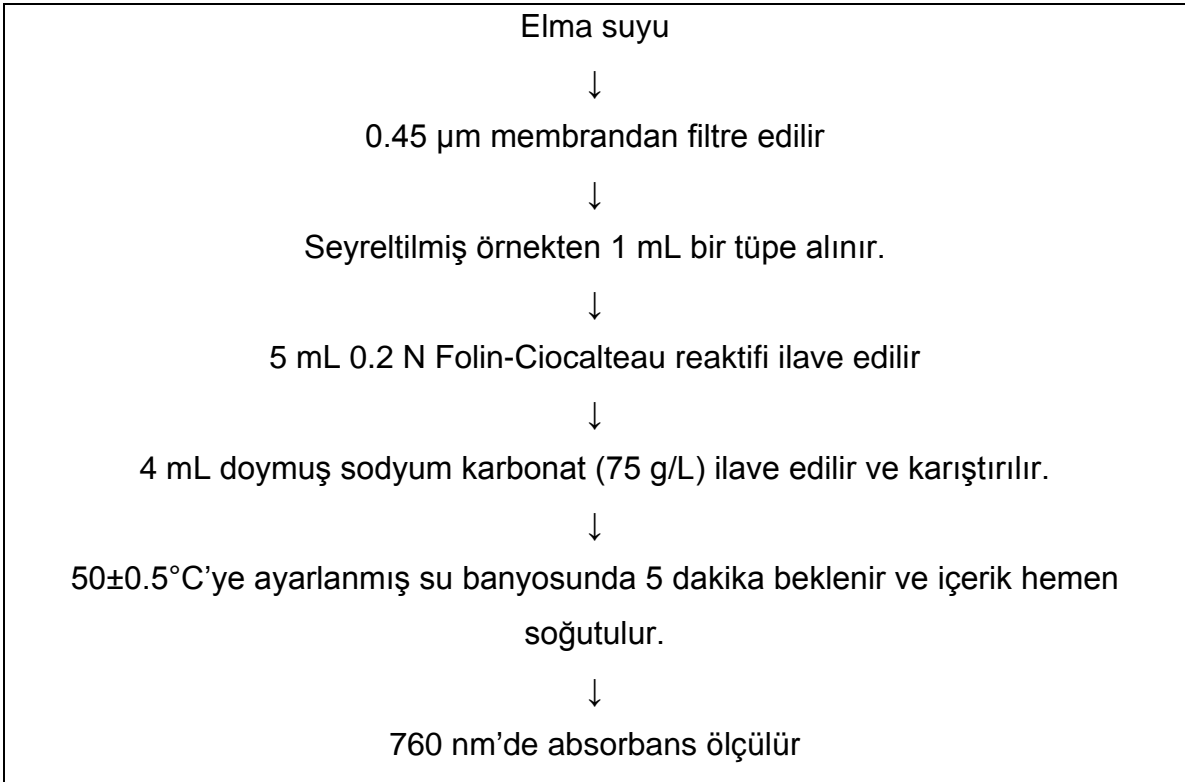 Elma suyu
↓
0.45 µm membrandan filtre edilir
↓
Seyreltilmiş örnekten 1 mL bir tüpe alınır.
↓
5 mL 0.2 N Folin-Ciocalteau reaktifi ilave edilir
↓
4 mL doymuş sodyum karbonat (75 g/L) ilave edilir ve karıştırılır.
↓
50±0.5°C’ye ayarlanmış su banyosunda 5 dakika beklenir ve içerik hemen
soğutulur.
↓
760 nm’de absorbans ölçülür